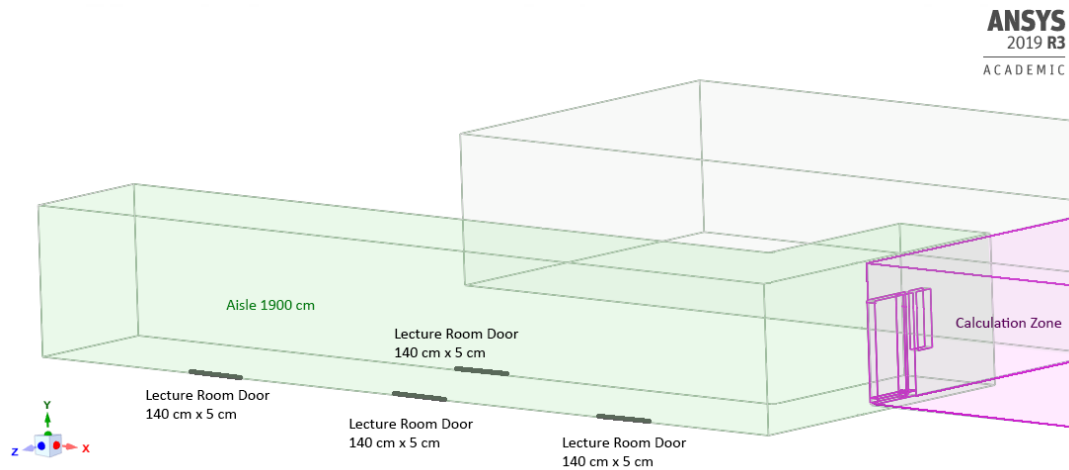 ANSYS
2019 R3
ACADEMIC
Aisle 1900 cm
Lecture Room Door
140 cm x 5 cm
Calculation Zone
Lecture Room Door
140 cm x 5 cm
Lecture Room Door
140 cm x 5 cm
Lecture Room Door
140 cm x 5 cm
Y
Z
X